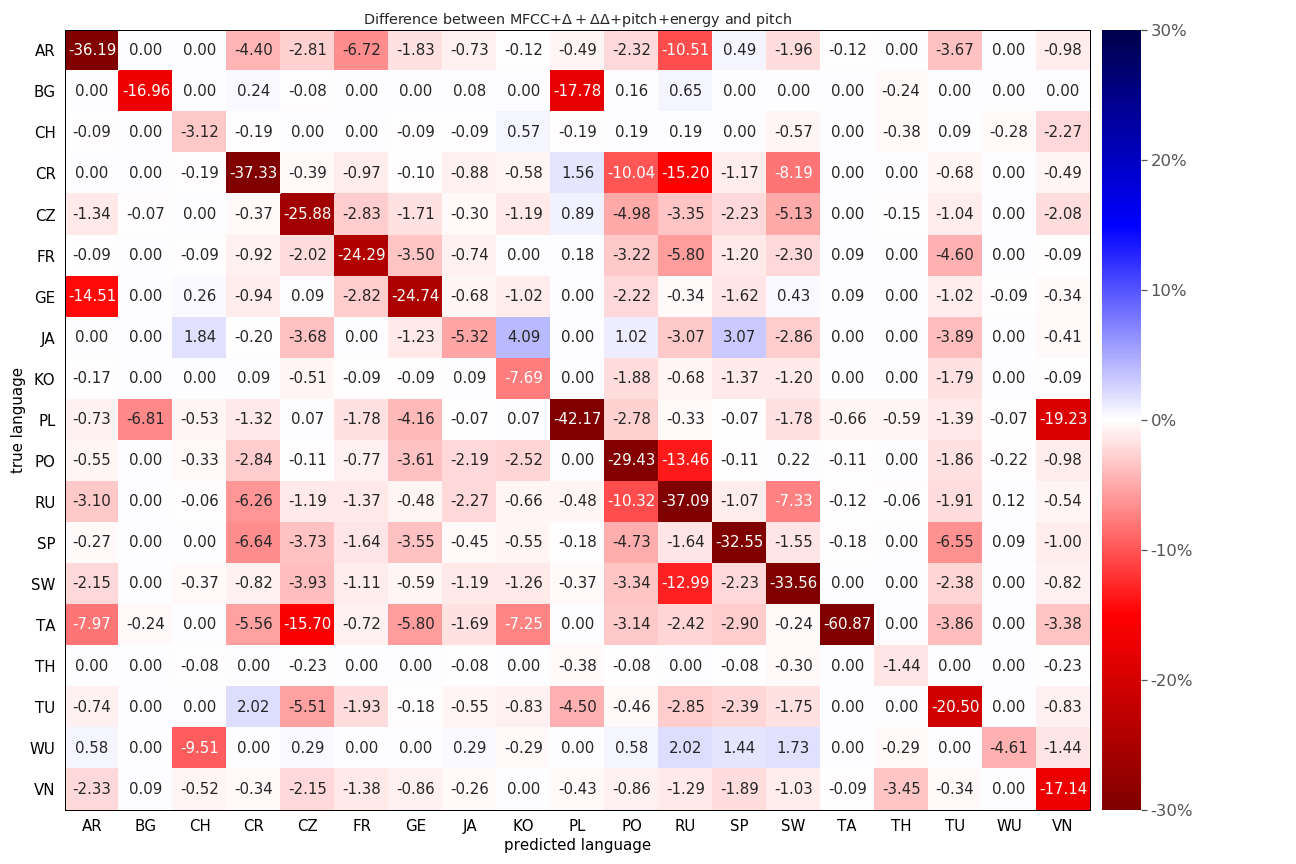 Difference between MFCC+Δ + ΔΔ+pitch+energy and pitch
AR -36.19 0.00 0.00 -4.40 -2.81 -6.72 -1.83 -0.73 -0.12 -0.49 -2.32 -10.51 0.49 -1.96 -0.12 0.00 -3.67 0.00 -0.98
BG 0.00 -16.96 0.00 0.24 -0.08 0.00 0.00 0.08 0.00 -17.78 0.16 0.65 0.00 0.00 0.00 -0.24 0.00 0.00 0.00
CH -0.09 0.00 -3.12 -0.19 0.00 0.00 -0.09 -0.09 0.57 -0.19 0.19 0.19 0.00 -0.57 0.00 -0.38 0.09 -0.28 -2.27
CR 0.00 0.00 -0.19 -37.33 -0.39 -0.97 -0.10 -0.88 -0.58 1.56 -10.04 -15.20 -1.17 -8.19 0.00 0.00 -0.68 0.00 -0.49
CZ -1.34 -0.07 0.00 -0.37 -25.88 -2.83 -1.71 -0.30 -1.19 0.89 -4.98 -3.35 -2.23 -5.13 0.00 -0.15 -1.04 0.00 -2.08
FR -0.09 0.00 -0.09 -0.92 -2.02 -24.29 -3.50 -0.74 0.00 0.18 -3.22 -5.80 -1.20 -2.30 0.09 0.00 -4.60 0.00 -0.09
GE -14.51 0.00 0.26 -0.94 0.09 -2.82 -24.74 -0.68 -1.02 0.00 -2.22 -0.34 -1.62 0.43 0.09 0.00 -1.02 -0.09 -0.34
JA 0.00 0.00 1.84 -0.20 -3.68 0.00 -1.23 -5.32 4.09 0.00 1.02 -3.07 3.07 -2.86 0.00 0.00 -3.89 0.00 -0.41
KO -0.17 0.00 0.00 0.09 -0.51 -0.09 -0.09 0.09 -7.69 0.00 -1.88 -0.68 -1.37 -1.20 0.00 0.00 -1.79 0.00 -0.09
PL -0.73 -6.81 -0.53 -1.32 0.07 -1.78 -4.16 -0.07 0.07 -42.17 -2.78 -0.33 -0.07 -1.78 -0.66 -0.59 -1.39 -0.07 -19.23
PO -0.55 0.00 -0.33 -2.84 -0.11 -0.77 -3.61 -2.19 -2.52 0.00 -29.43 -13.46 -0.11 0.22 -0.11 0.00 -1.86 -0.22 -0.98
RU -3.10 0.00 -0.06 -6.26 -1.19 -1.37 -0.48 -2.27 -0.66 -0.48 -10.32 -37.09 -1.07 -7.33 -0.12 -0.06 -1.91 0.12 -0.54
SP -0.27 0.00 0.00 -6.64 -3.73 -1.64 -3.55 -0.45 -0.55 -0.18 -4.73 -1.64 -32.55 -1.55 -0.18 0.00 -6.55 0.09 -1.00
SW -2.15 0.00 -0.37 -0.82 -3.93 -1.11 -0.59 -1.19 -1.26 -0.37 -3.34 -12.99 -2.23 -33.56 0.00 0.00 -2.38 0.00 -0.82
TA -7.97 -0.24 0.00 -5.56 -15.70 -0.72 -5.80 -1.69 -7.25 0.00 -3.14 -2.42 -2.90 -0.24 -60.87 0.00 -3.86 0.00 -3.38
TH 0.00 0.00 -0.08 0.00 -0.23 0.00 0.00 -0.08 0.00 -0.38 -0.08 0.00 -0.08 -0.30 0.00 -1.44 0.00 0.00 -0.23
TU -0.74 0.00 0.00 2.02 -5.51 -1.93 -0.18 -0.55 -0.83 -4.50 -0.46 -2.85 -2.39 -1.75 0.00 0.00 -20.50 0.00 -0.83
WU 0.58 0.00 -9.51 0.00 0.29 0.00 0.00 0.29 -0.29 0.00 0.58 2.02 1.44 1.73 0.00 -0.29 0.00 -4.61 -1.44
VN -2.33 0.09 -0.52 -0.34 -2.15 -1.38 -0.86 -0.26 0.00 -0.43 -0.86 -1.29 -1.89 -1.03 -0.09 -3.45 -0.34 0.00 -17.14
AR BG CH CR CZ FR GE JA KO PL PO RU SP SW TA TH TU WU VN
predicted language
true language
30%
20%
10%
0%
-10%
-20%
-30%